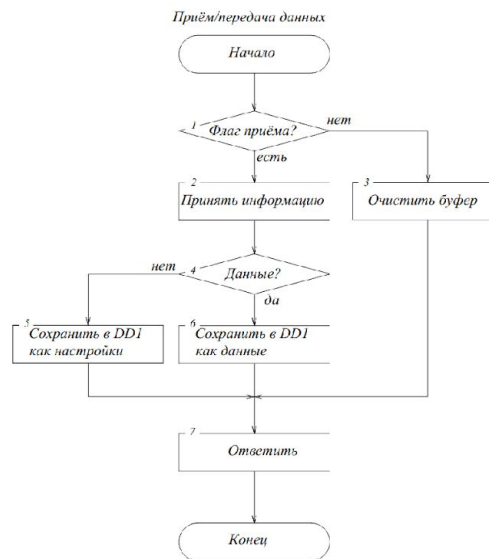 Приём/передача данных
Начало
1
Флаг приёма?
нет
есть
2
Принять информацию
3
Очистить буфер
нет
4
Данные?
да
5
Сохранить в DD1
как настройки
6
Сохранить в DD1
как данные
7
Ответить
Конец